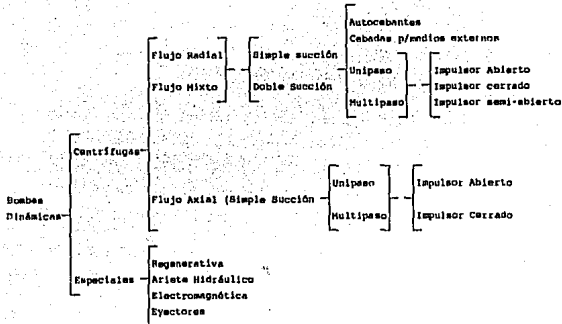 Autocebantes
Cebadas p/medios externos
Flujo Radial
Simple succión
Unipaso
Impulsor Abierto
Impulsor cerrado
Flujo Mixto
Doble Succión
Multipaso
Impulsor semi-abierto
Centrífugas
Bombas
Dinámicas
Flujo Axial (Simple Succión
Unipaso
Impulsor Abierto
Multipaso
Impulsor Cerrado
Especiales
Regenerativa
Ariete Hidráulico
Electromagnética
Eyectores